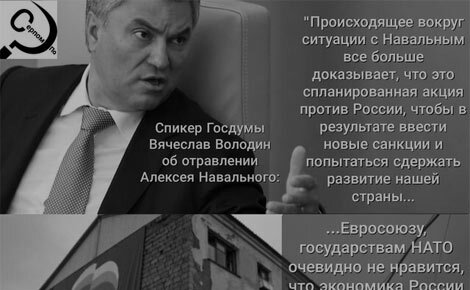 Серпом По
"Происходящее вокруг
ситуации с Навальным
все больше
доказывает, что это
спланированная акция
против России, чтобы в
результате ввести
новые санкции и
попытаться сдержать
развитие нашей
страны...
Спикер Госдумы
Вячеслав Володин
об отравлении
Алексея Навального:
...Евросоюзу,
государствам НАТО
очевидно не нравится,
что экономика России